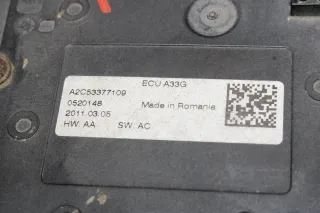 ECU A33G
A2C53377109
0520148 Made in Romania
2011.03.05
HW: AA SW: AC